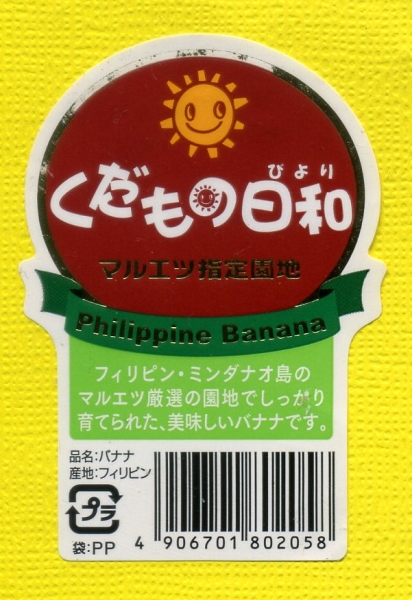 くだもの日和
びより
マルエツ指定園地
Philippine Banana
フィリピン・ミンダナオ島の
マルエツ厳選の園地でしっかり
育てられた、美味しいバナナです。
品名:バナナ
産地:フィリピン
プラ
袋:PP
4 906701 802058